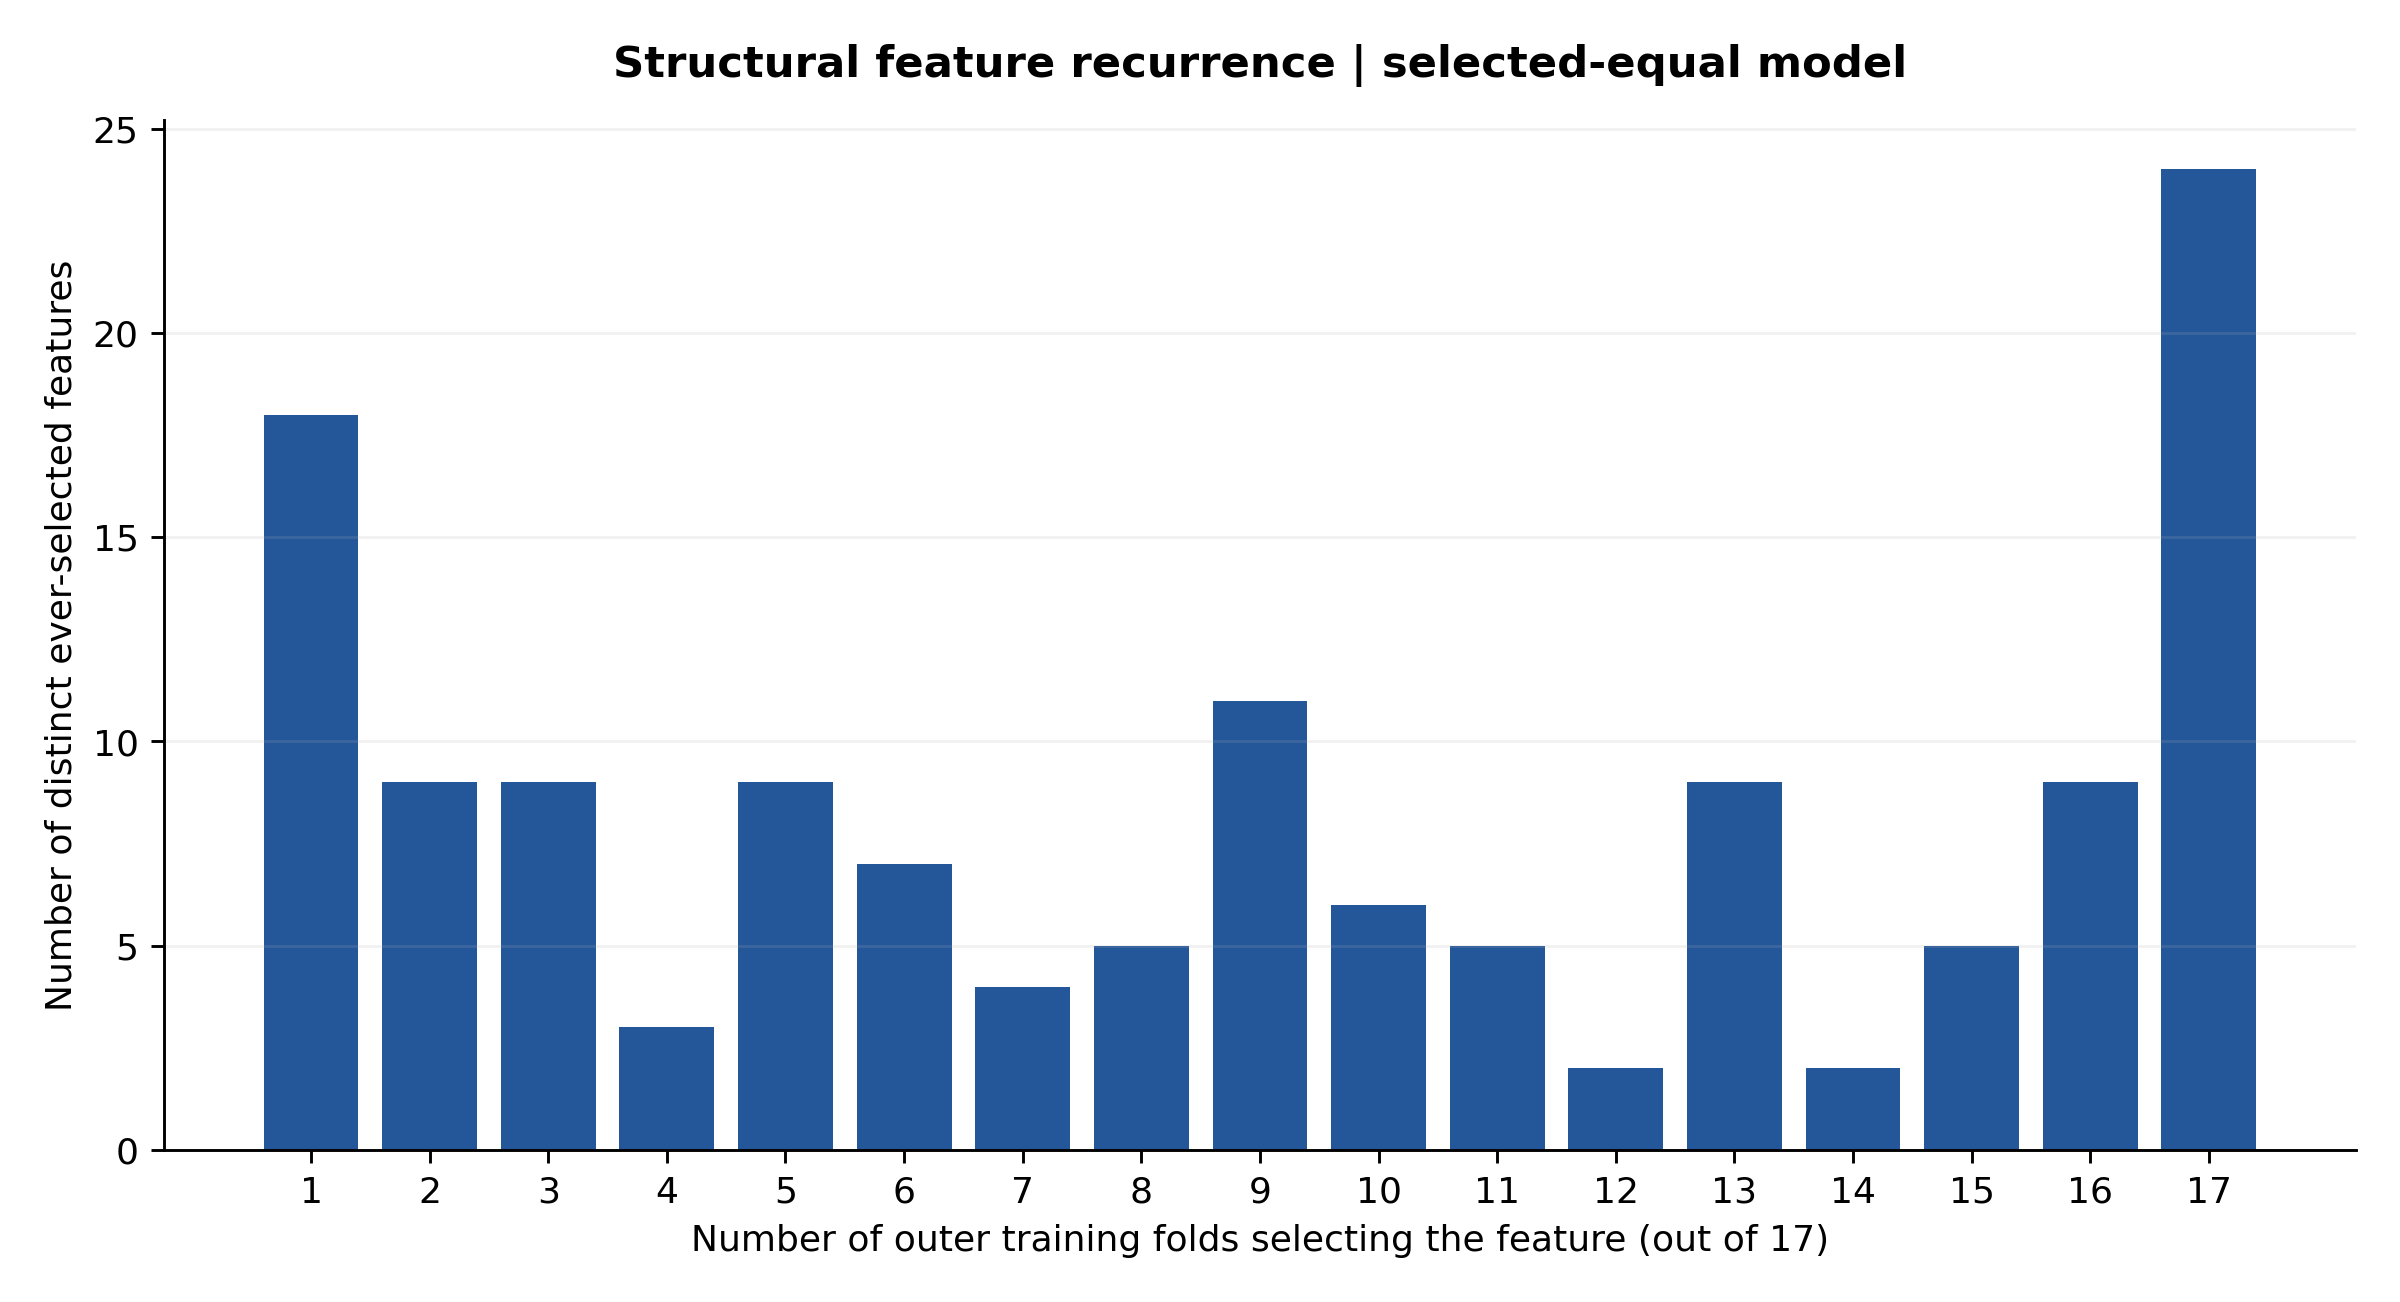 Structural feature recurrence | selected-equal model
Number of distinct ever-selected features
25
20
15
10
5
0
1 2 3 4 5 6 7 8 9 10 11 12 13 14 15 16 17
Number of outer training folds selecting the feature (out of 17)